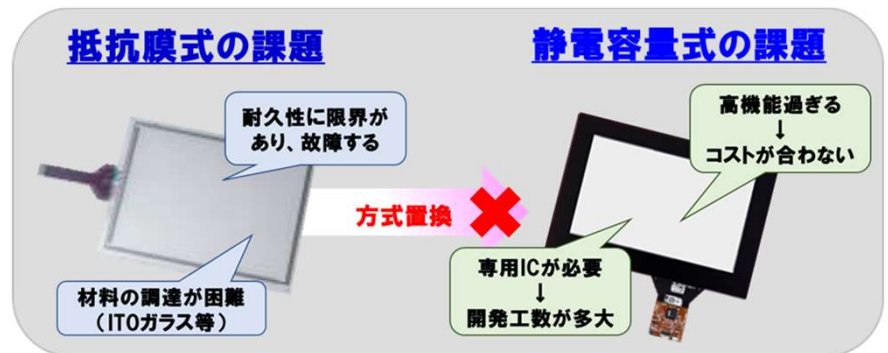 抵抗膜式の課題
耐久性に限界が
あり、故障する
材料の調達が困難
（ITOガラス等）
方式置換
静電容量式の課題
高機能過ぎる
↓
コストが合わない
専用ICが必要
↓
開発工数が多大